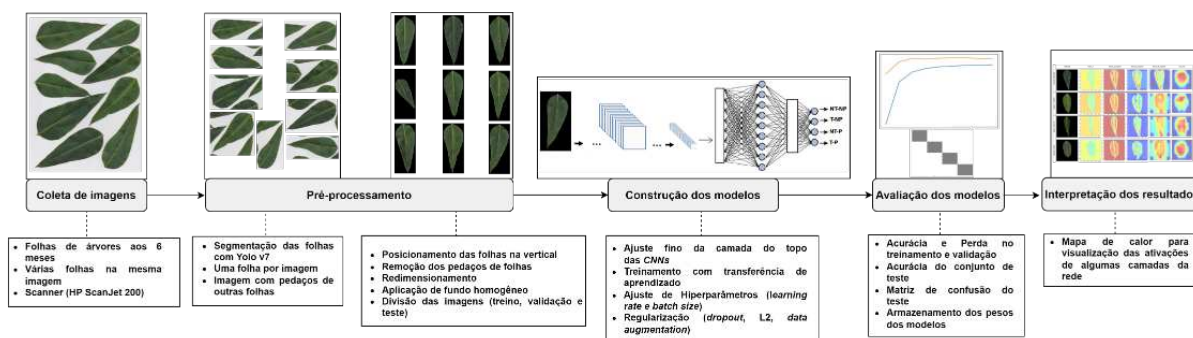 NT-NP
T-NP
NT-P
T-P
Coleta de imagens
Pré-processamento
Construção dos modelos
Avaliação dos modelos
Interpretação dos resultado
• Folhas de árvores aos 6
meses
• Várias folhas na mesma
imagem
• Scanner (HP ScanJet 200)
• Segmentação das folhas
com Yolo v7
• Uma folha por imagem
• Imagem com pedaços de
outras folhas
• Posicionamento das folhas na vertical
• Remoção dos pedaços de folhas
• Redimensionamento
• Aplicação de fundo homogêneo
• Divisão das imagens (treino, validação e
teste)
• Ajuste fino da camada do topo
das CNNs
• Treinamento com transferência de
aprendizado
• Ajuste de Hiperparâmetros (learning
rate e batch size)
• Regularização (dropout, L2, data
augmentation)
• Acurácia e Perda no
treinamento e validação
• Acurácia do conjunto de
teste
• Matriz de confusão do
teste
• Armazenamento dos pesos
dos modelos
• Mapa de calor para
visualização das ativações
de algumas camadas da
rede